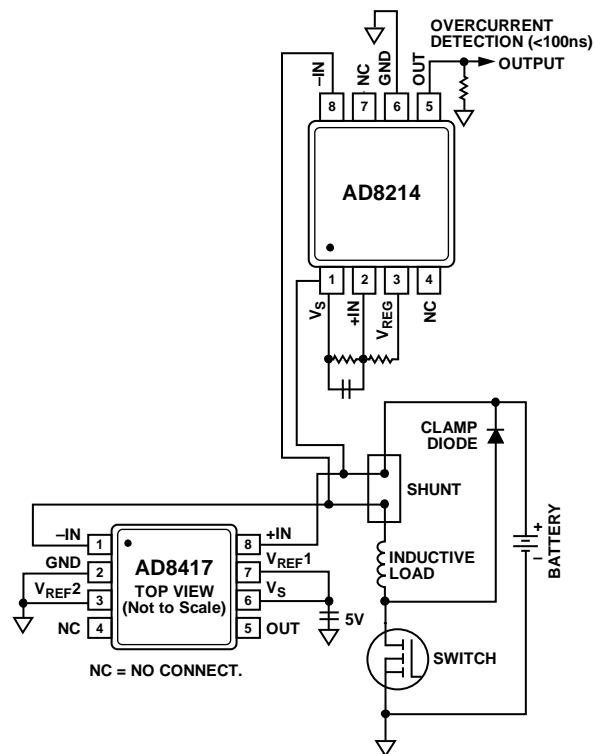 OVERCURRENT
DETECTION (<100ns)
OUTPUT
–IN
NC
GND
OUT
8
7
6
5
AD8214
1
2
3
4
VS
+IN
VREG
NC
CLAMP
DIODE
SHUNT
+
–
BATTERY
INDUCTIVE
LOAD
SWITCH
–IN
1
8
+IN
GND
2
7
VREF1
VREF2
3
6
VS
NC
4
5
OUT
AD8417
TOP VIEW
(Not to Scale)
5V
NC = NO CONNECT.